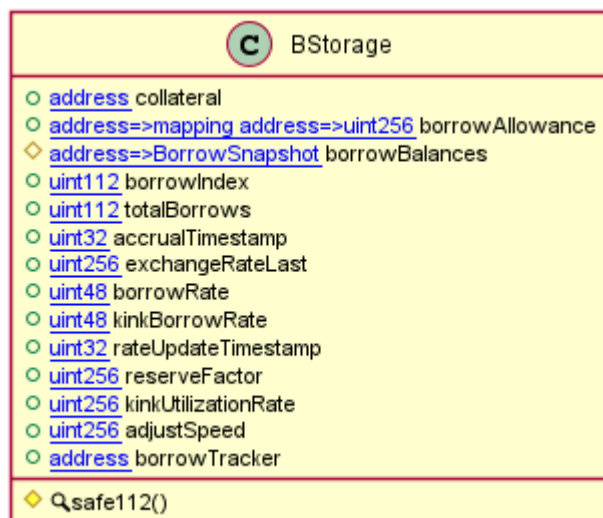 C BStorage
address collateral
address=>mapping address=>uint256 borrowAllowance
address=>BorrowSnapshot borrowBalances
uint112 borrowIndex
uint112 totalBorrows
uint32 accrualTimestamp
uint256 exchangeRateLast
uint48 borrowRate
uint48 kinkBorrowRate
uint32 rateUpdateTimestamp
uint256 reserveFactor
uint256 kinkUtilizationRate
uint256 adjustSpeed
address borrowTracker
safe112()